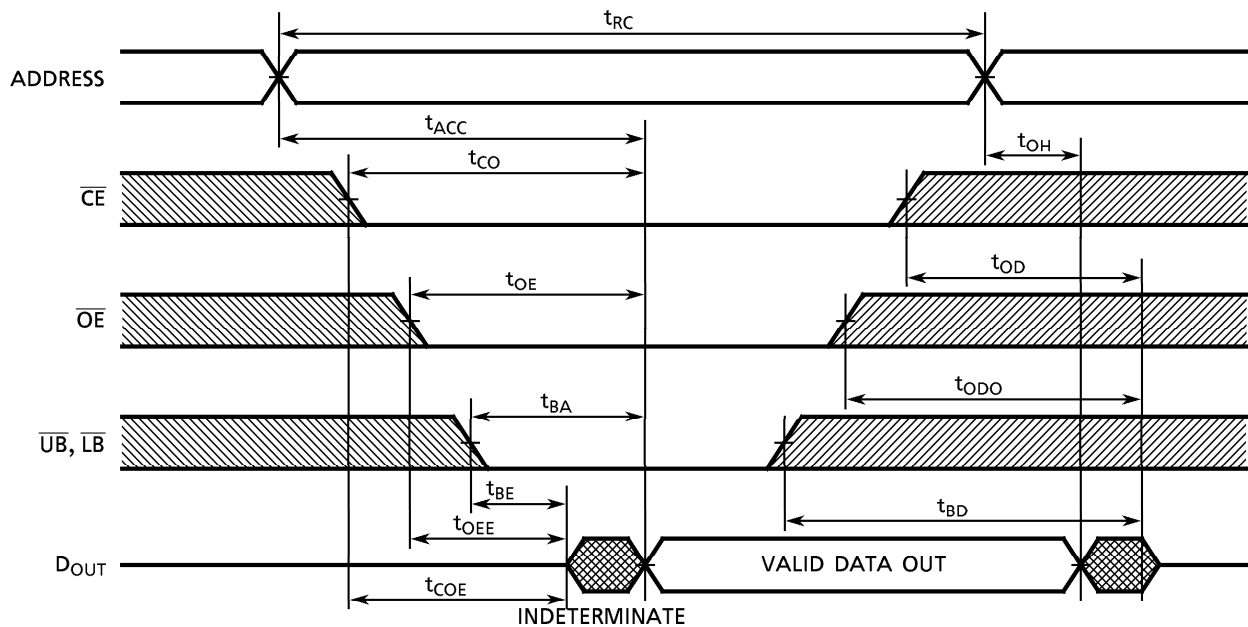 tRC
ADDRESS
tACC
tOH
tCO
CE
tOD
tOE
OE
tODO
tBA
UB, LB
tBE
tBD
tOEE
DOUT
VALID DATA OUT
tCOE
INDETERMINATE